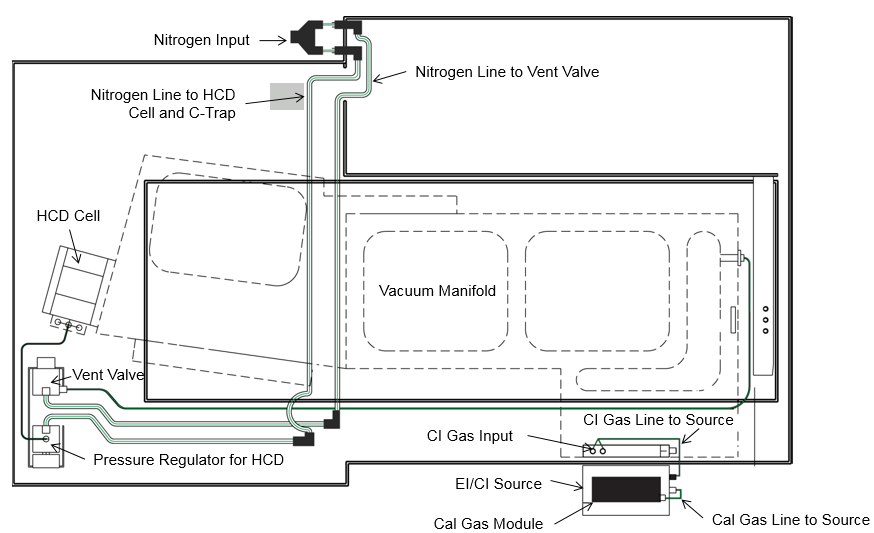 Nitrogen Input
Nitrogen Line to Vent Valve
Nitrogen Line to HCD
Cell and C-Trap
HCD Cell
Vacuum Manifold
Vent Valve
CI Gas Line to Source
CI Gas Input
Pressure Regulator for HCD
EI/CI Source
Cal Gas Module
Cal Gas Line to Source